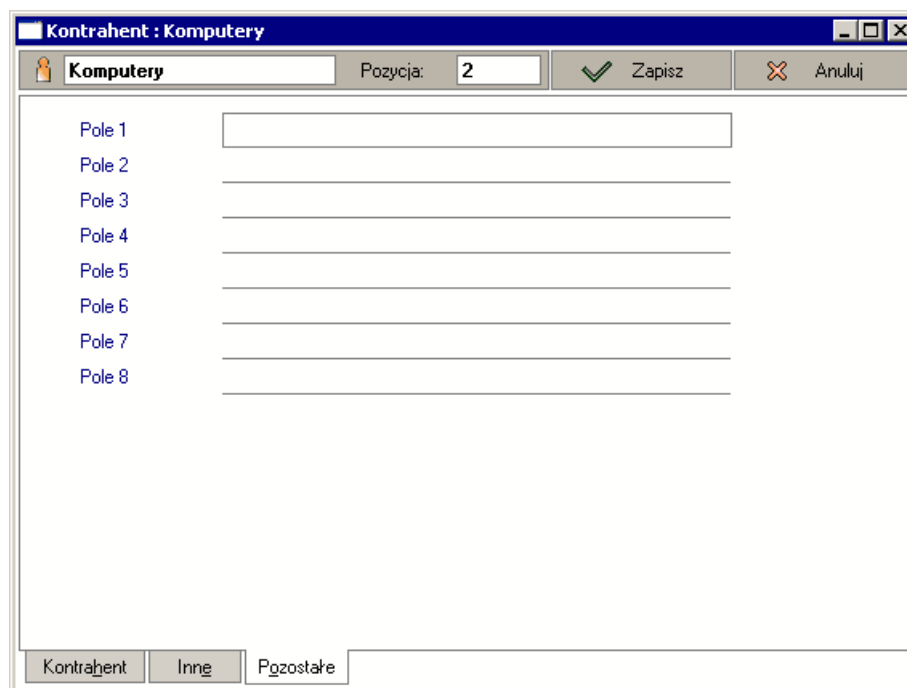 Kontrahent : Komputery
Komputery Pozycja: 2 Zapisz Anuluj
Pole 1
Pole 2
Pole 3
Pole 4
Pole 5
Pole 6
Pole 7
Pole 8
Kontrahent Inne Pozostałe